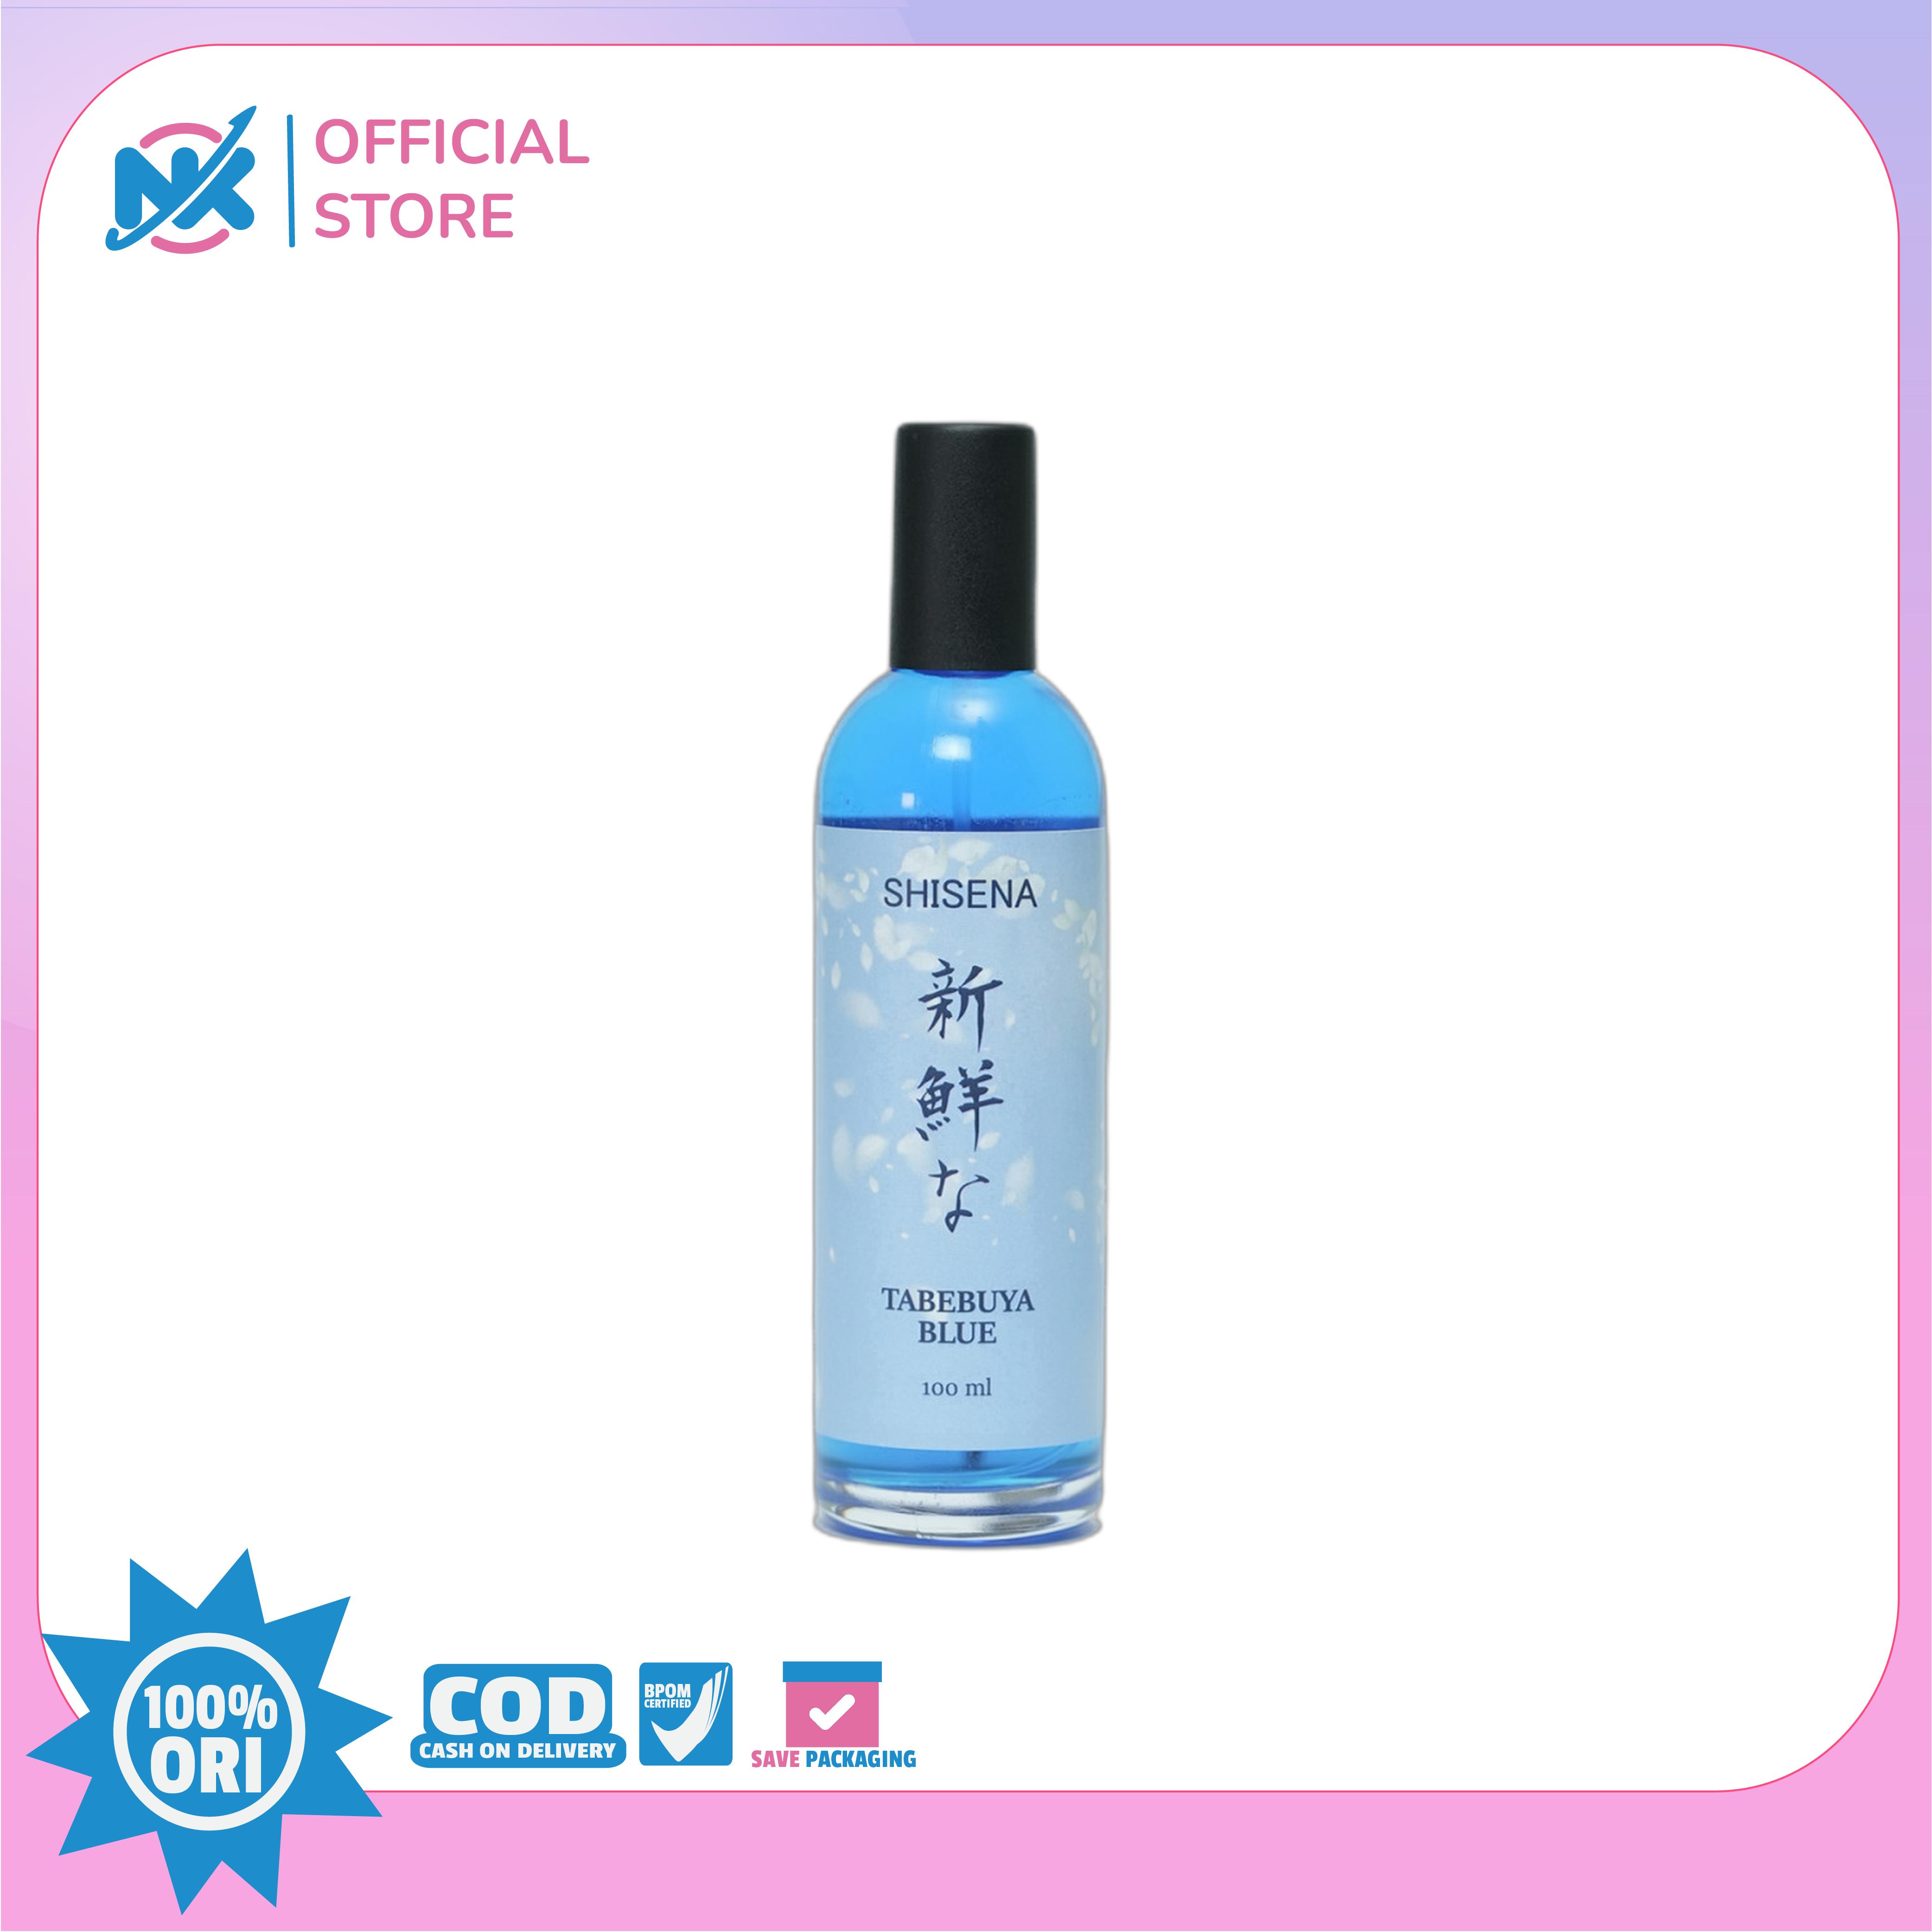 NK
OFFICIAL
STORE
SHISENA
新
鮮
な
TABEBUYA
BLUE
100 ml
100%
ORI
COD
CASH ON DELIVERY
BPOM
CERTIFIED
SAVE PACKAGING